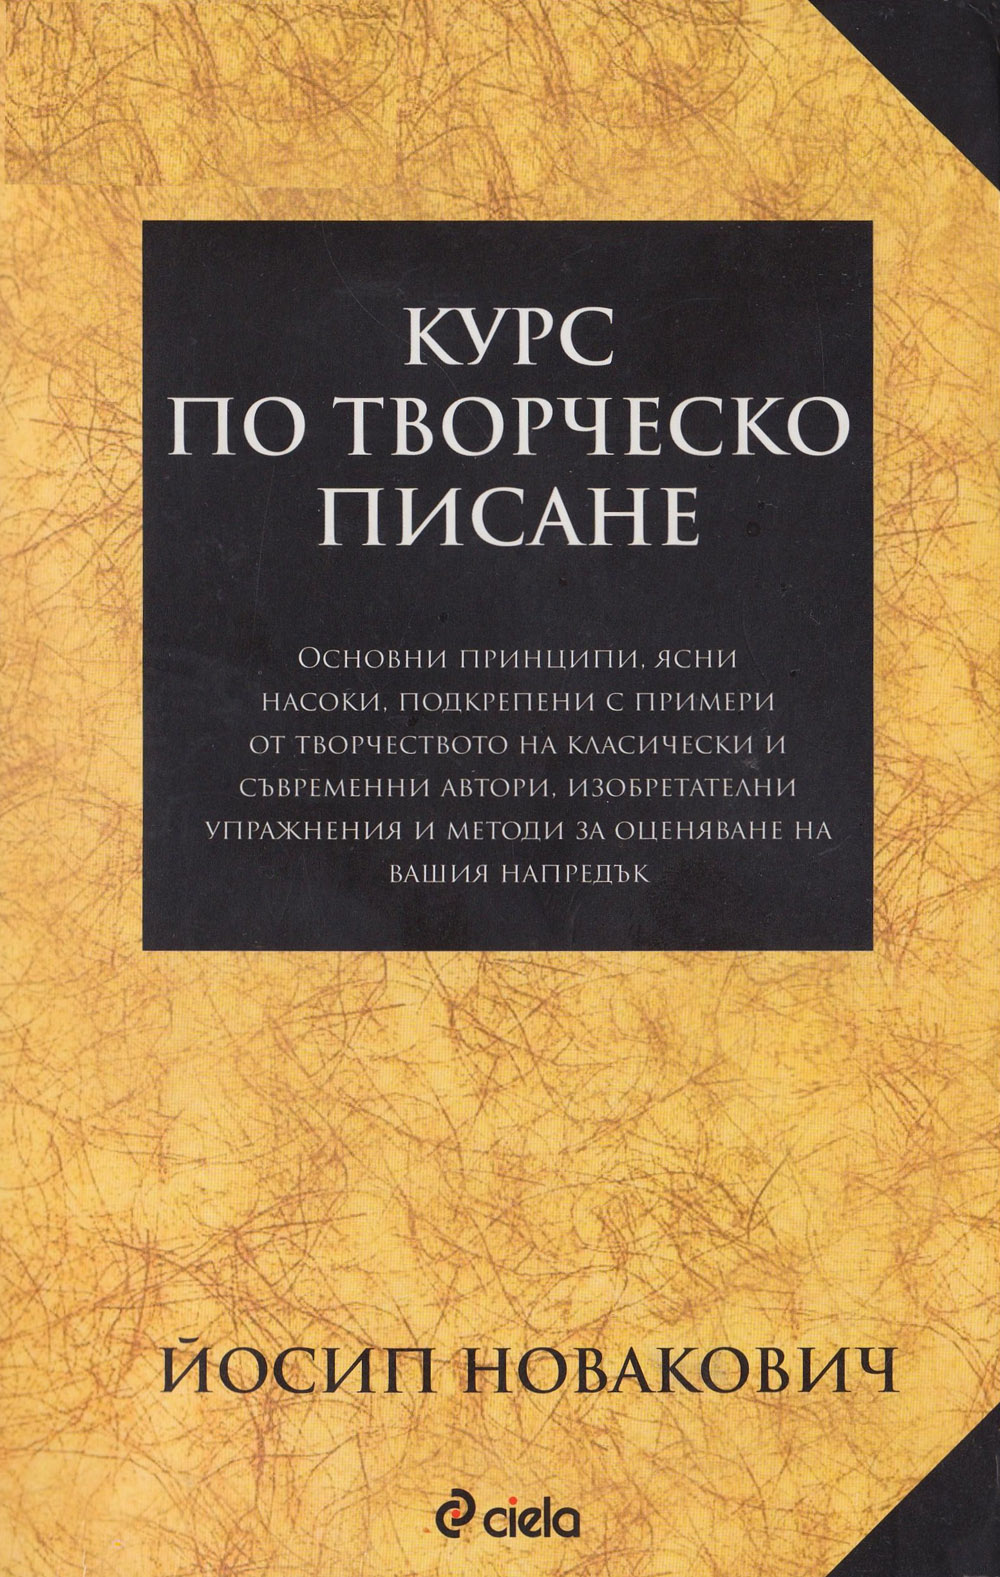 КУРС
ПО ТВОРЧЕСКО
ПИСАНЕ
ОСНОВНИ ПРИНЦИПИ, ЯСНИ
НАСОКИ, ПОДКРЕПЕНИ С ПРИМЕРИ
ОТ ТВОРЧЕСТВОТО НА КЛАСИЧЕСКИ И
СЪВРЕМЕННИ АВТОРИ, ИЗОБРЕТАТЕЛНИ
УПРАЖНЕНИЯ И МЕТОДИ ЗА ОЦЕНЯВАНЕ НА
ВАШИЯ НАПРЕДЪК
ЙОСИП НОВАКОВИЧ
ciela